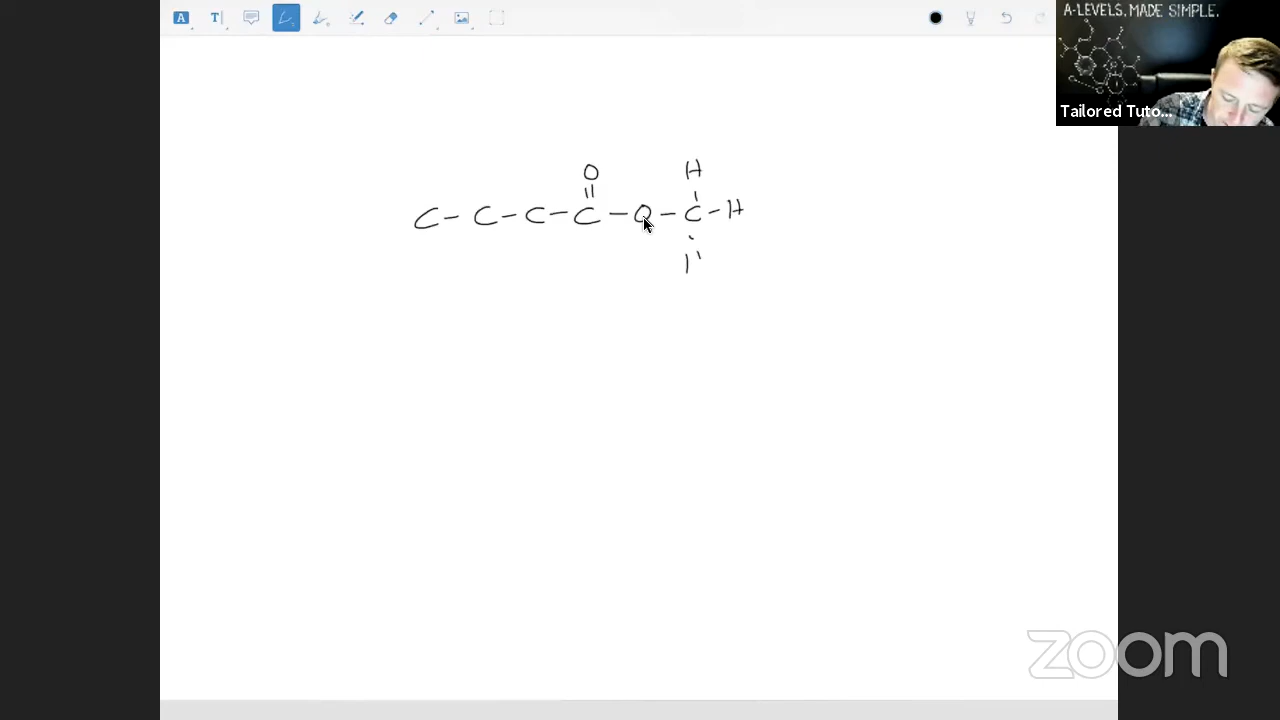 A T
A-LEVELS. MADE SIMPLE.
Tailored Tuto...
O H
C - C - C - C - O - C - H
zoom